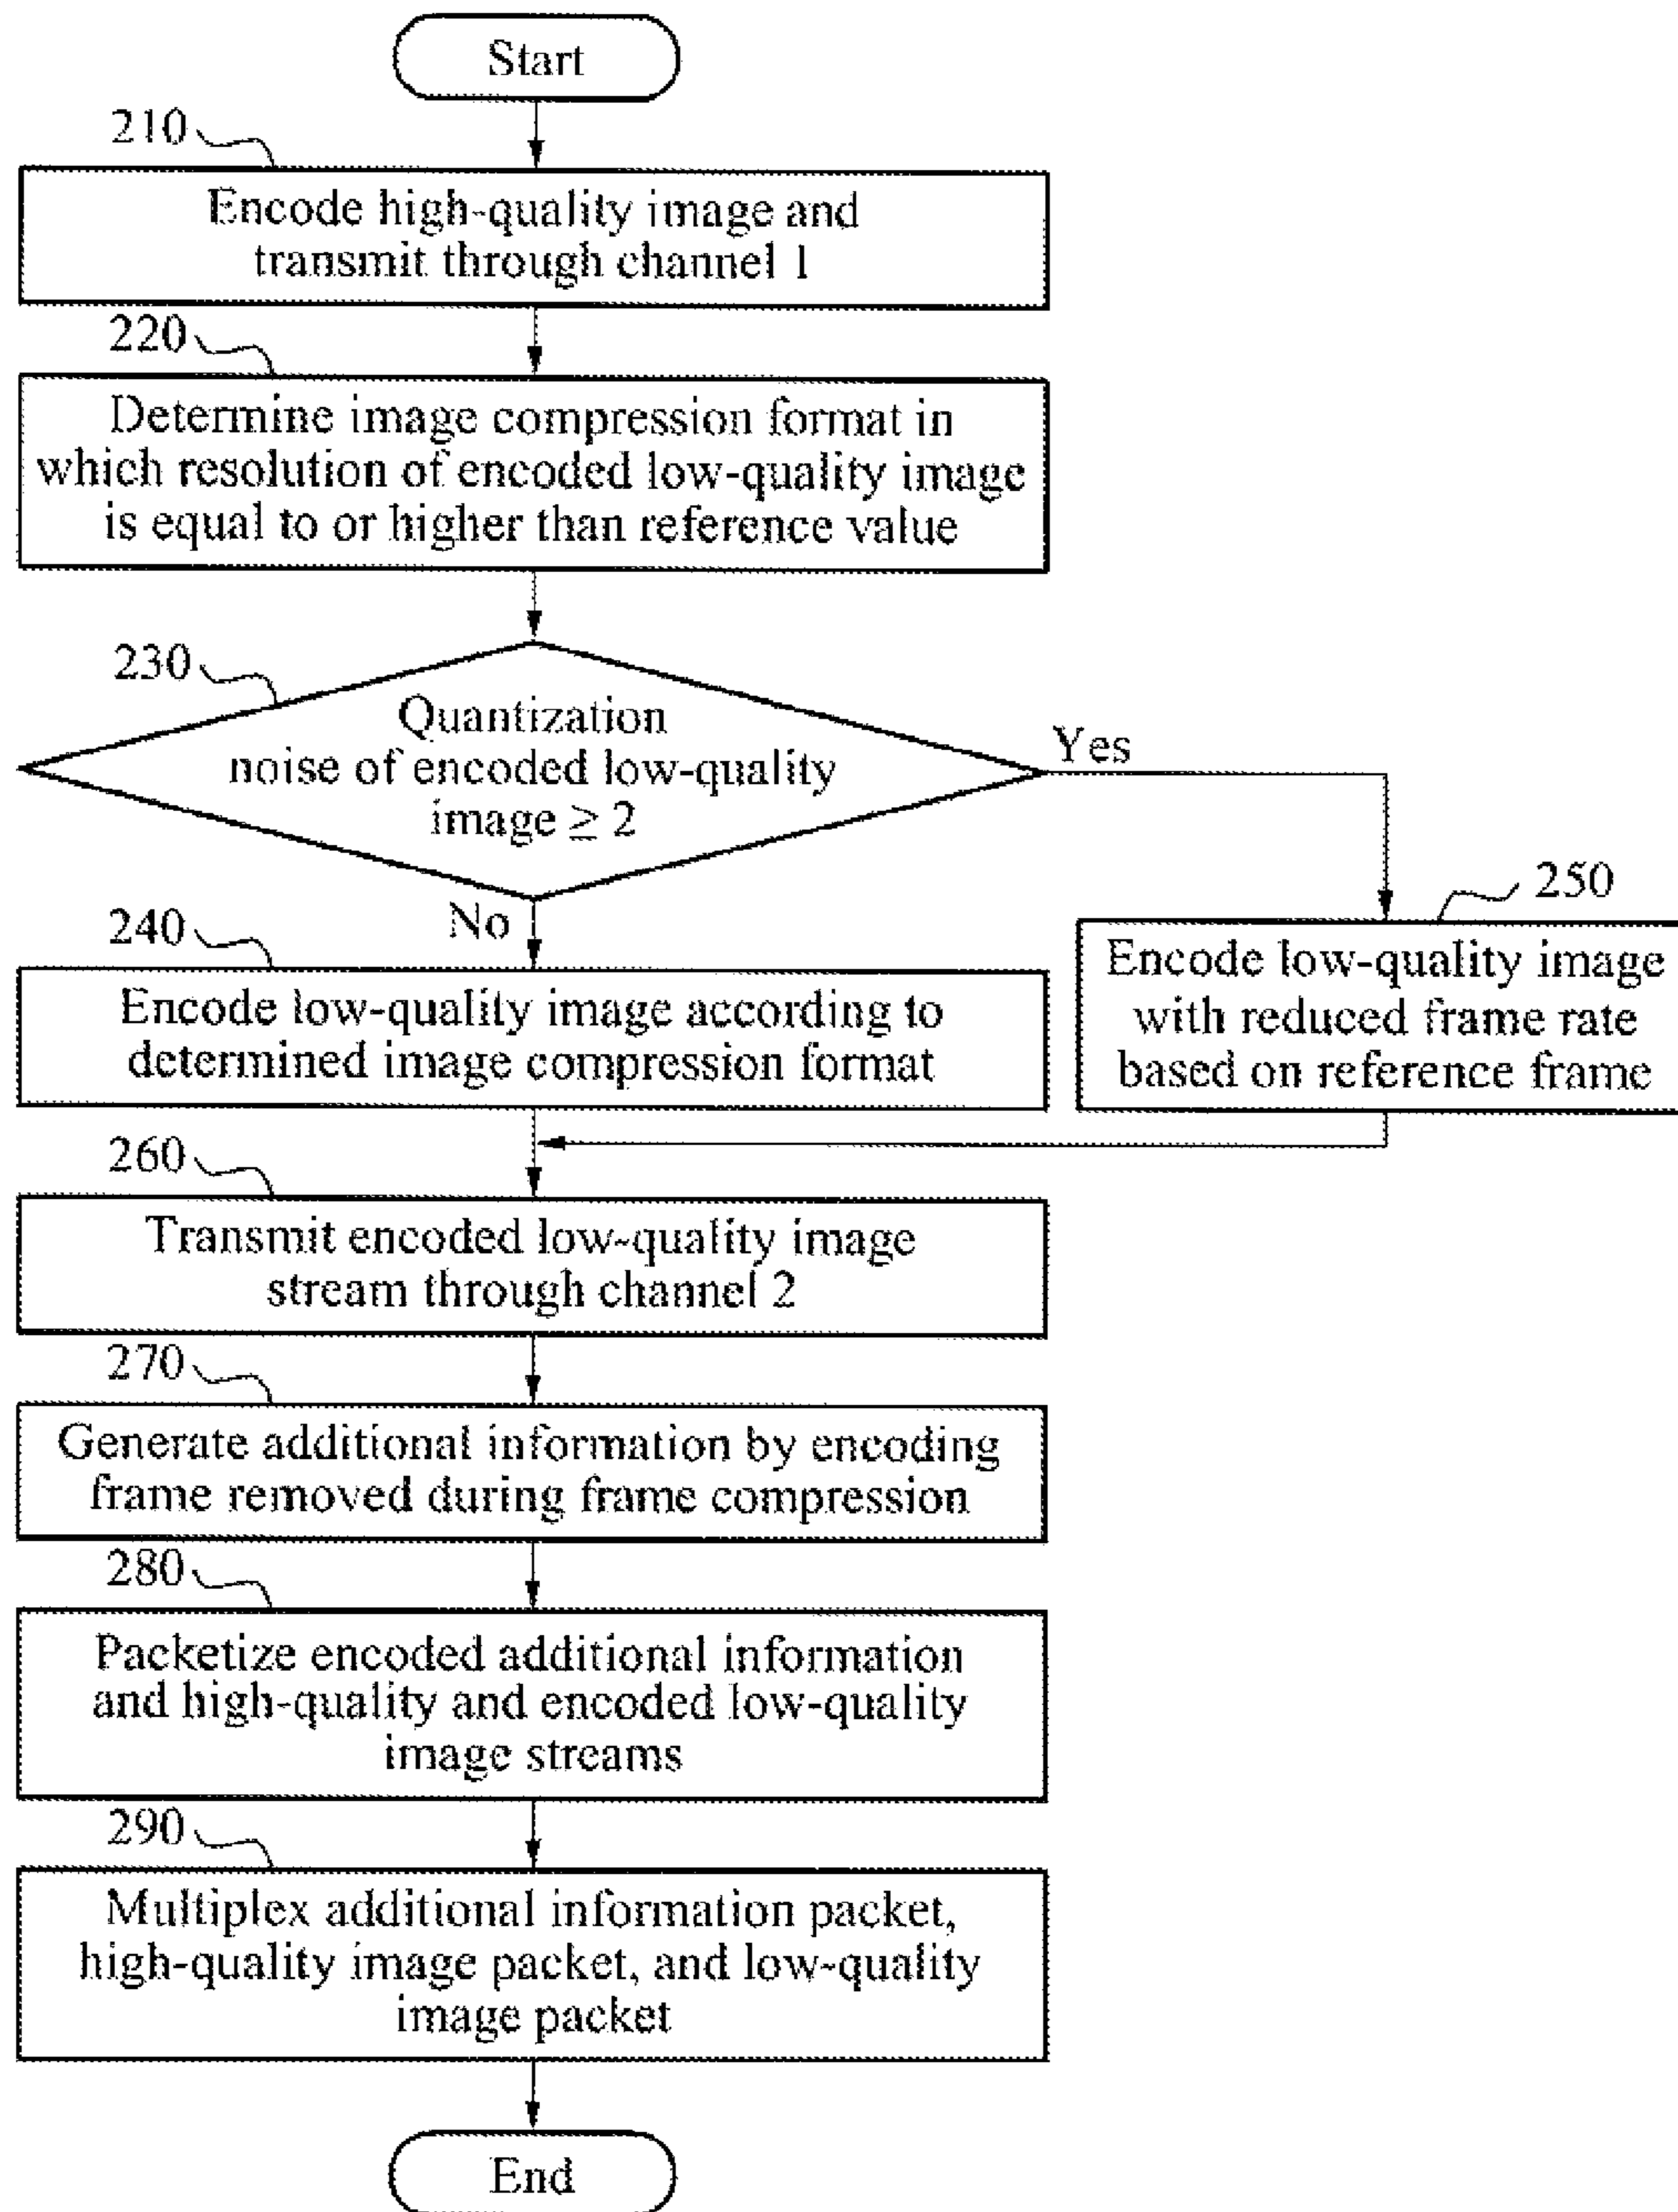 Start
210
Encode high-quality image and
transmit through channel 1
220
Determine image compression format in
which resolution of encoded low-quality image
is equal to or higher than reference value
230
Quantization
noise of encoded low-quality
image ≥ 2
Yes
No
240
Encode low-quality image according to
determined image compression format
250
Encode low-quality image
with reduced frame rate
based on reference frame
260
Transmit encoded low-quality image
stream through channel 2
270
Generate additional information by encoding
frame removed during frame compression
280
Packetize encoded additional information
and high-quality and encoded low-quality
image streams
290
Multiplex additional information packet,
high-quality image packet, and low-quality
image packet
End